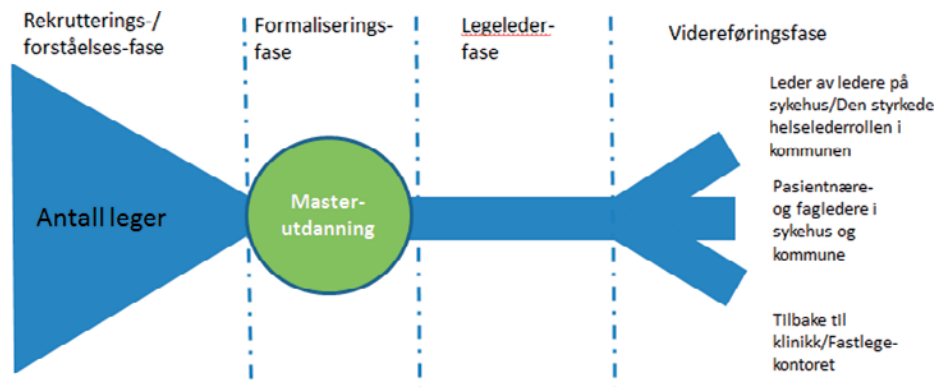 Rekrutterings-/
forståelses-fase
Formaliserings-
fase
Legeleder-
fase
Videreføringsfase
Antall leger
Master-
utdanning
Leder av ledere på
sykehus/Den styrkede
helselederrollen i
kommunen
Pasientnære-
og fagledere i
sykehus og
kommune
Tilbake til
klinikk/Fastlege-
kontoret